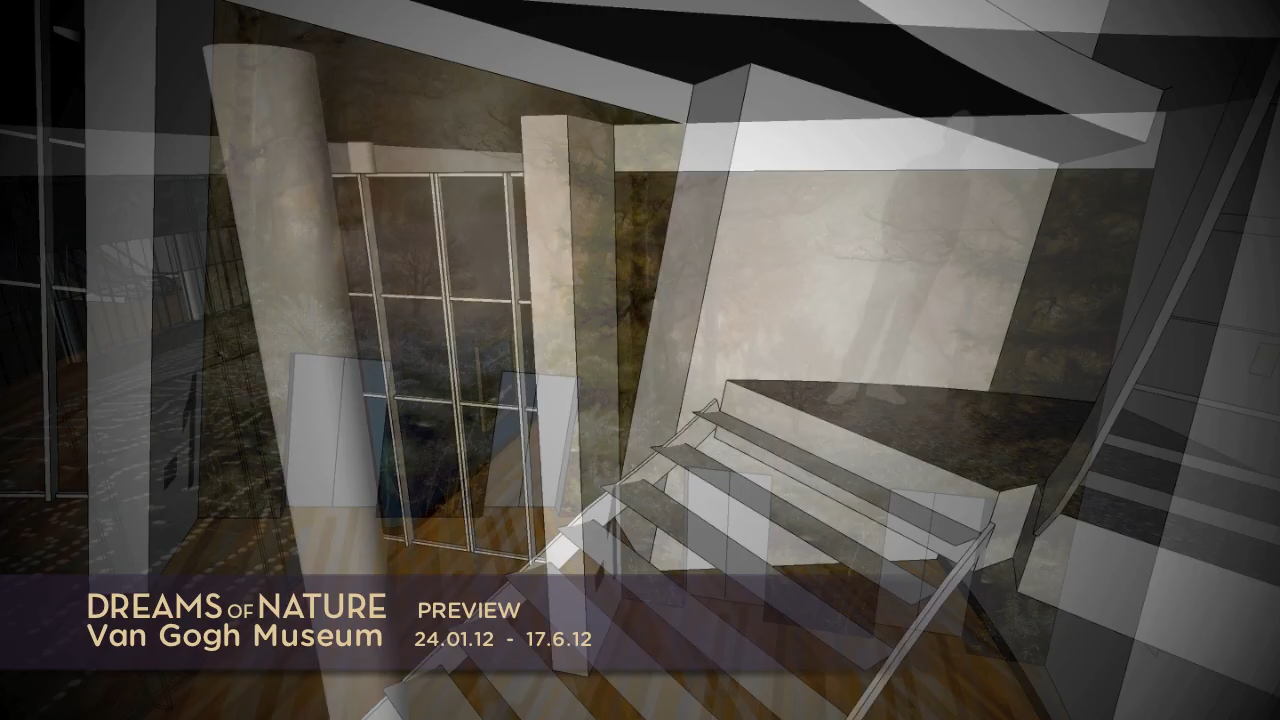 DREAMS OF NATURE
Van Gogh Museum
PREVIEW
24.01.12 - 17.6.12